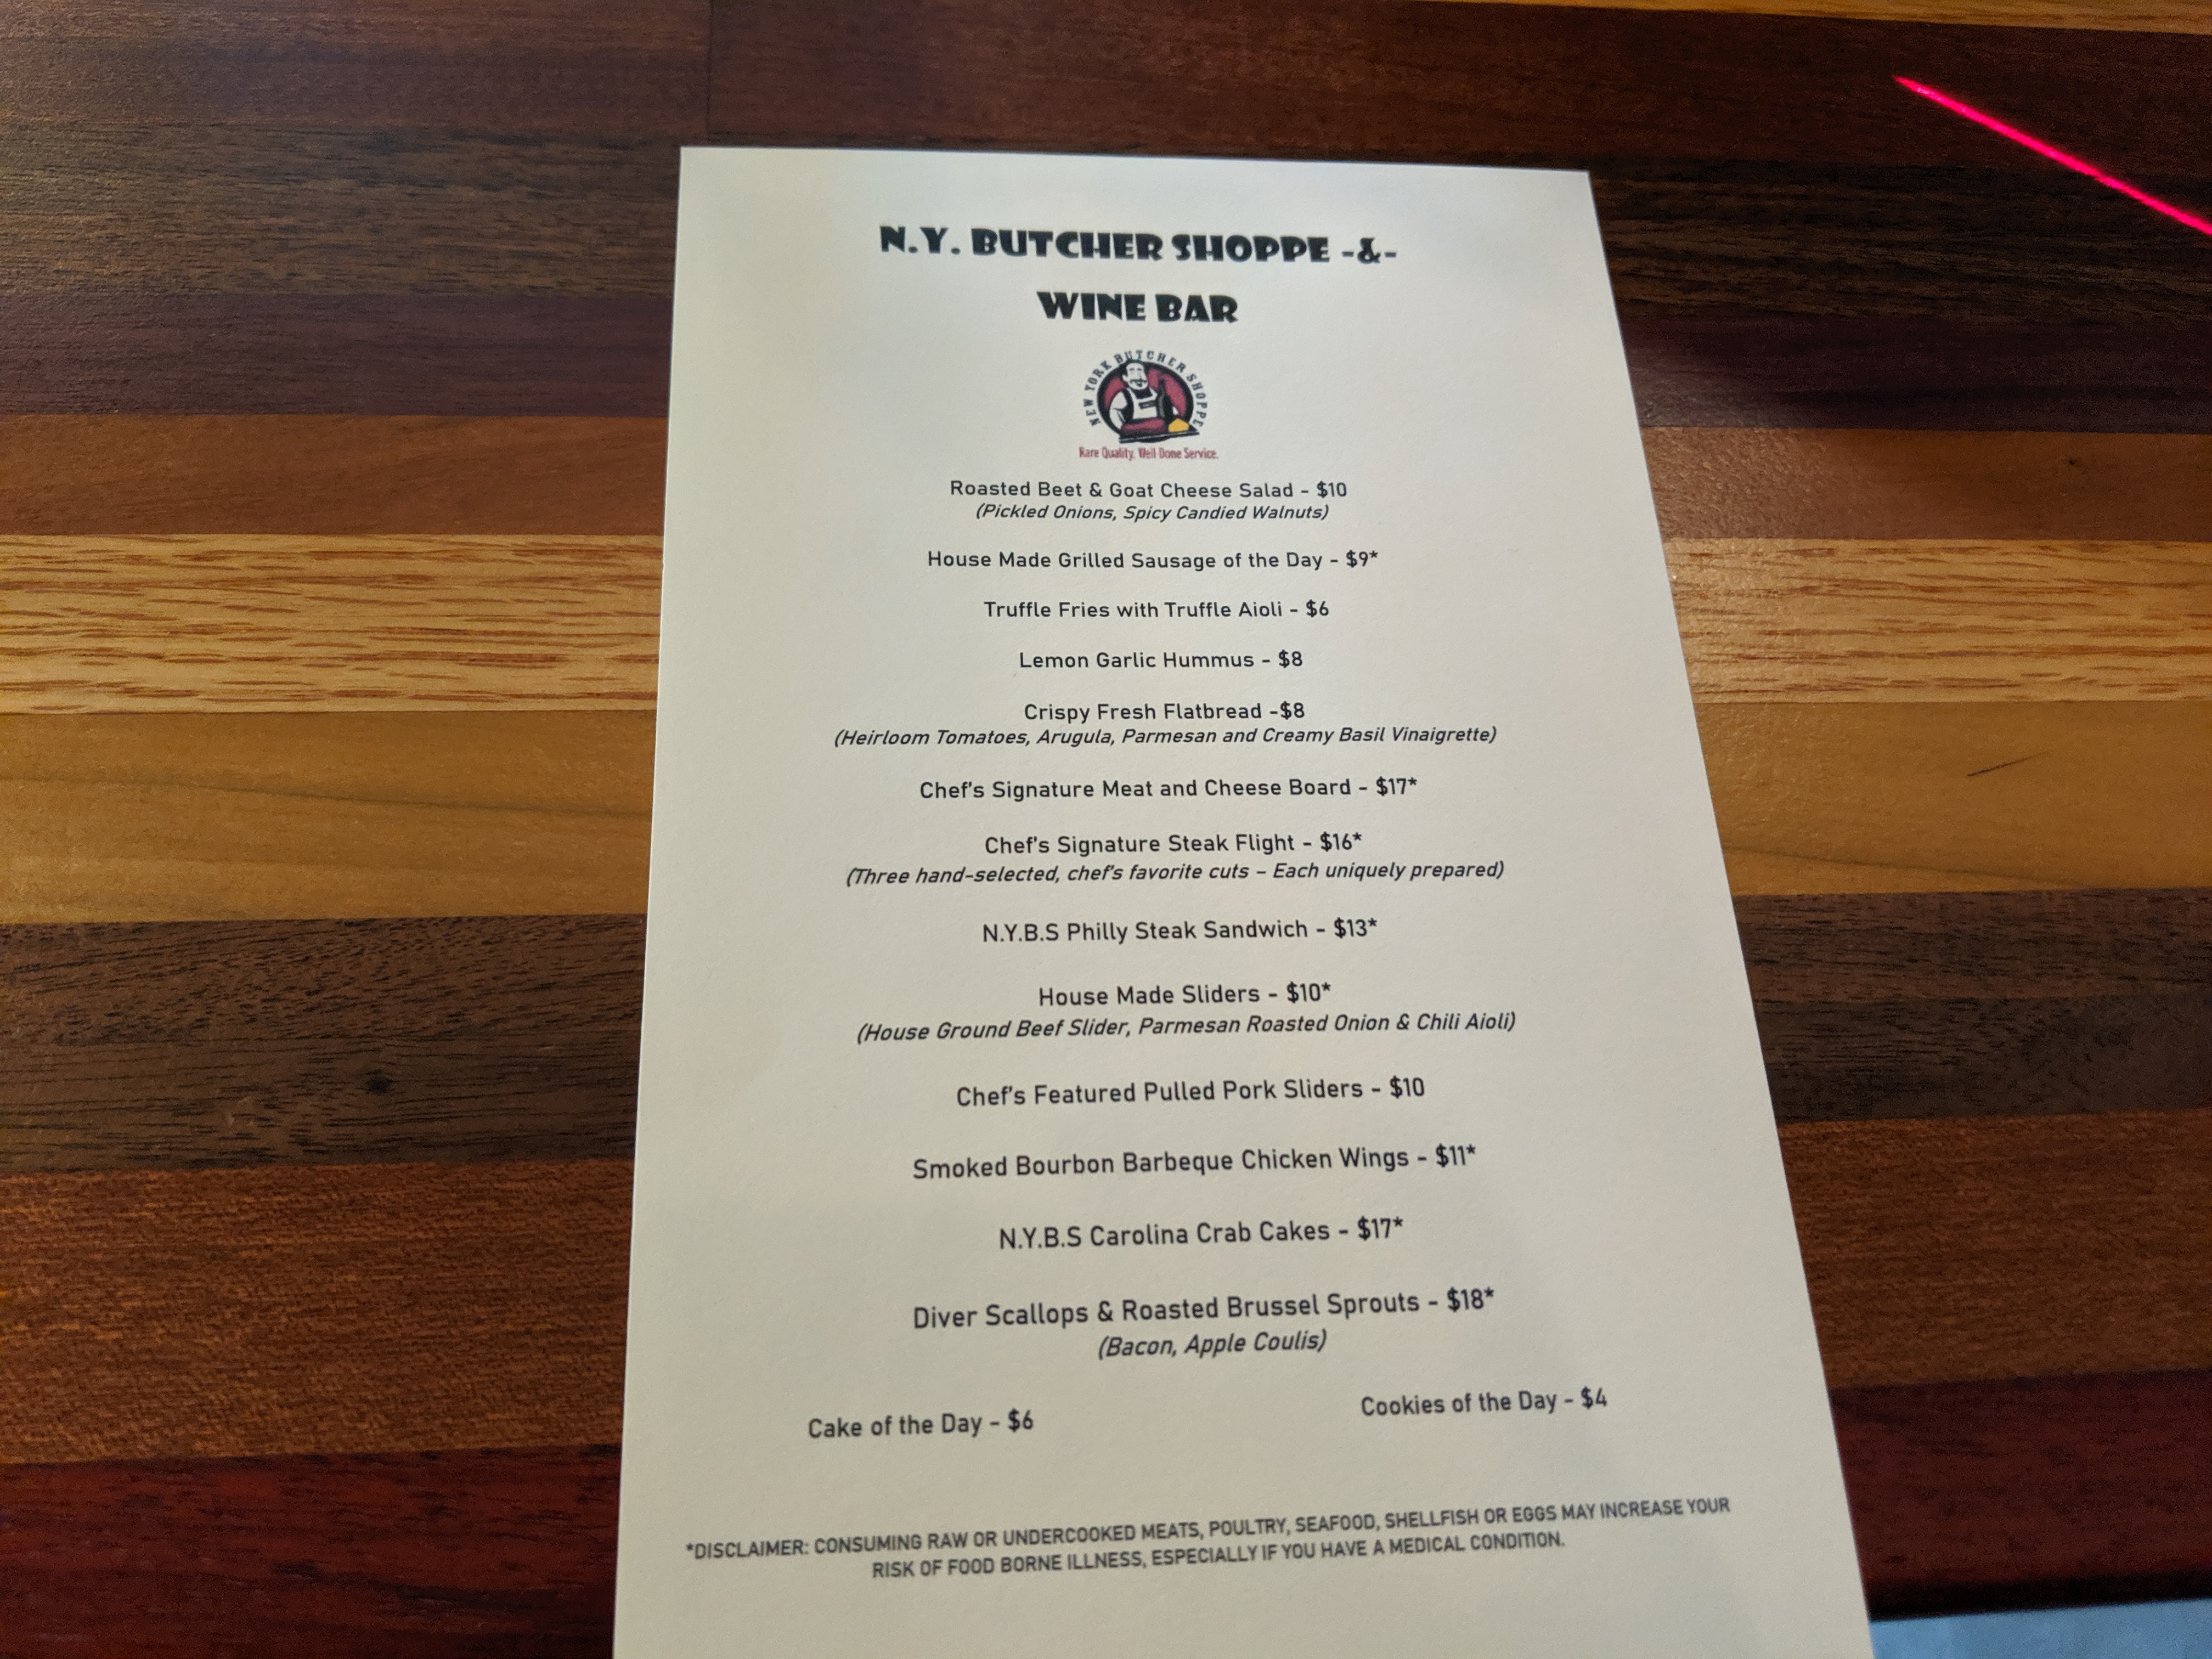 N.Y. BUTCHER SHOPPE -&-
WINE BAR
NEW YORK BUTCHER SHOPPE
Rare Quality. Well Done Service.
Roasted Beet & Goat Cheese Salad - $10
(Pickled Onions, Spicy Candied Walnuts)
House Made Grilled Sausage of the Day - $9*
Truffle Fries with Truffle Aioli - $6
Lemon Garlic Hummus - $8
Crispy Fresh Flatbread -$8
(Heirloom Tomatoes, Arugula, Parmesan and Creamy Basil Vinaigrette)
Chef's Signature Meat and Cheese Board - $17*
Chef's Signature Steak Flight - $16*
(Three hand-selected, chef's favorite cuts – Each uniquely prepared)
N.Y.B.S Philly Steak Sandwich - $13*
House Made Sliders - $10*
(House Ground Beef Slider, Parmesan Roasted Onion & Chili Aioli)
Chef's Featured Pulled Pork Sliders - $10
Smoked Bourbon Barbeque Chicken Wings - $11*
N.Y.B.S Carolina Crab Cakes - $17*
Diver Scallops & Roasted Brussel Sprouts - $18*
(Bacon, Apple Coulis)
Cake of the Day - $6
Cookies of the Day - $4
*DISCLAIMER: CONSUMING RAW OR UNDERCOOKED MEATS, POULTRY, SEAFOOD, SHELLFISH OR EGGS MAY INCREASE YOUR
RISK OF FOOD BORNE ILLNESS, ESPECIALLY IF YOU HAVE A MEDICAL CONDITION.